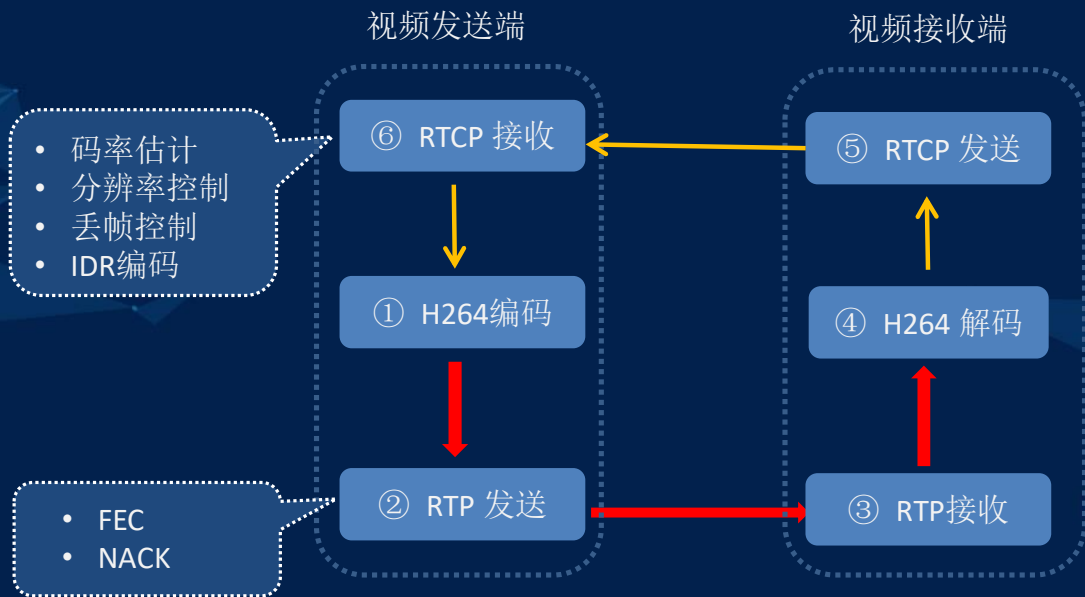 视频发送端
视频接收端
⑥ RTCP 接收
⑤ RTCP 发送
• 码率估计
• 分辨率控制
• 丢帧控制
• IDR编码
① H264编码
④ H264 解码
② RTP 发送
③ RTP接收
• FEC
• NACK